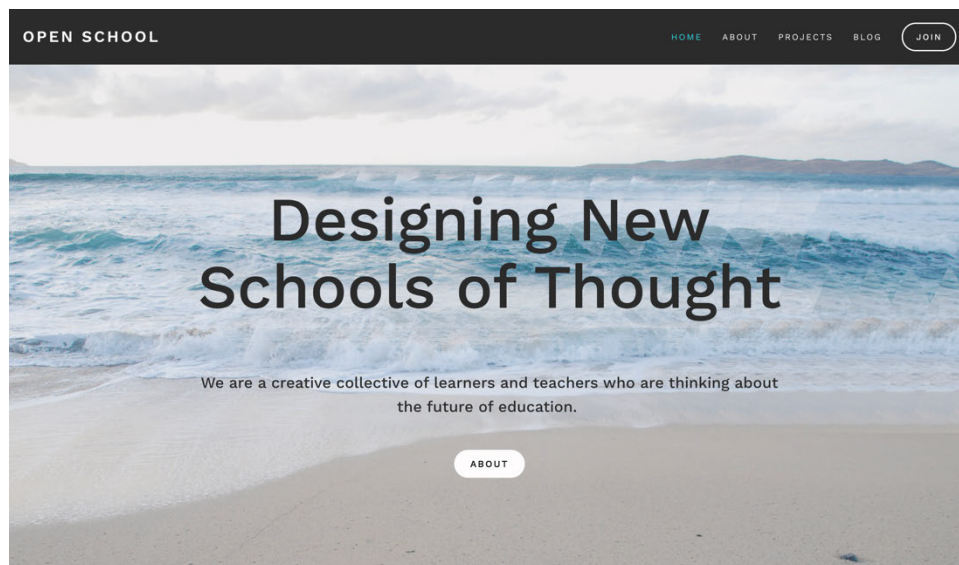 OPEN SCHOOL
HOME ABOUT PROJECTS BLOG JOIN
Designing New
Schools of Thought
We are a creative collective of learners and teachers who are thinking about
the future of education.
ABOUT